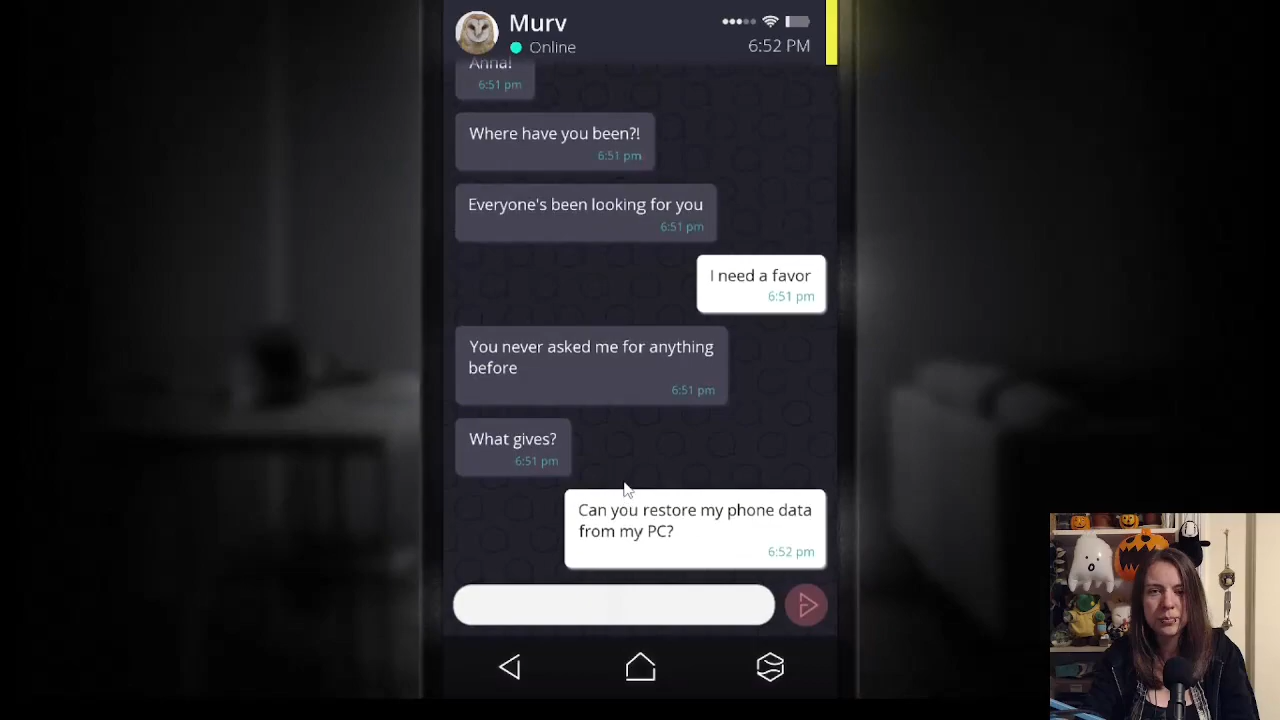 Murv
Online
6:52 PM
Anna!
6:51 pm
Where have you been?!
6:51 pm
Everyone's been looking for you
6:51 pm
I need a favor
6:51 pm
You never asked me for anything
before
6:51 pm
What gives?
6:51 pm
Can you restore my phone data
from my PC?
6:52 pm